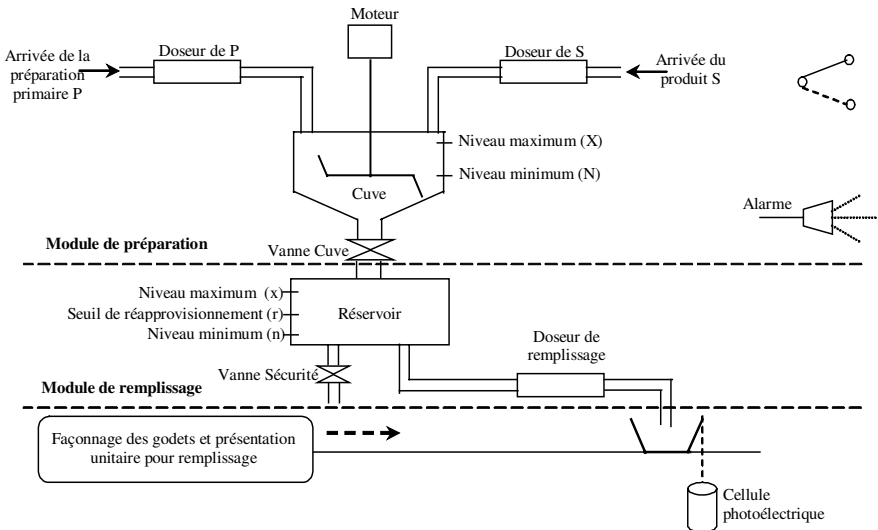 Moteur
Arrivée de la
préparation
primaire P
Doseur de P
Doseur de S
Arrivée du
produit S
Niveau maximum (X)
Niveau minimum (N)
Cuve
Alarme
Module de préparation
Vanne Cuve
Niveau maximum (x)
Seuil de réapprovisionnement (r)
Niveau minimum (n)
Réservoir
Doseur de
remplissage
Vanne Sécurité
Module de remplissage
Façonnage des godets et présentation
unitaire pour remplissage
Cellule
photoélectrique